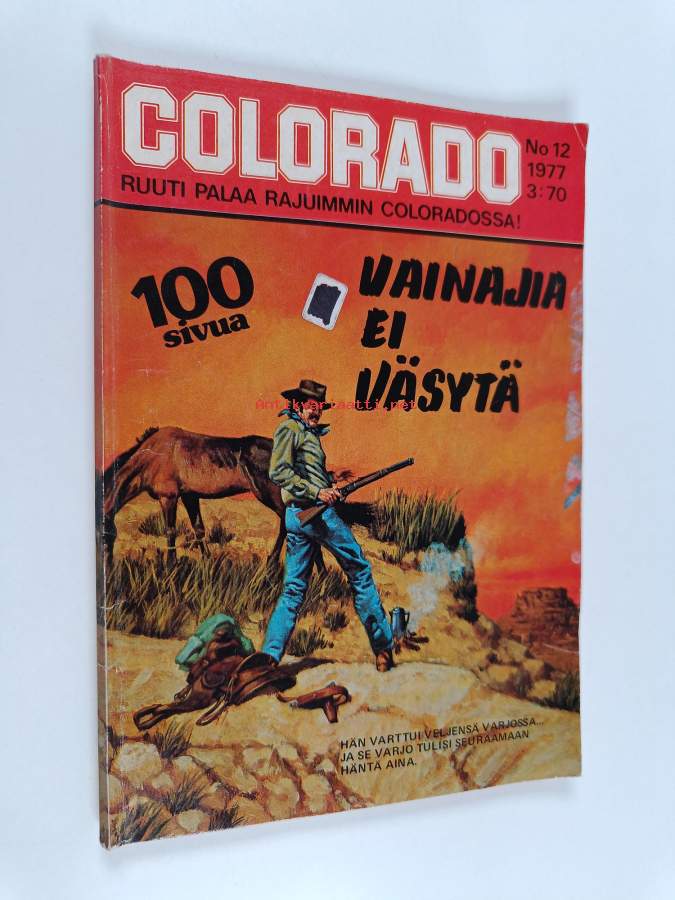 COLORADO
No 12
1977
3:70
RUUTI PALAA RAJUIMMIN COLORADOSSA!
100
sivua
VAINAJIA
EI
VÄSYTÄ
Antikvariaatti.net
HÄN VARTTUI VELJENSÄ VARJOSSA...
JA SE VARJO TULISI SEURAAMAAN
HÄNTÄ AINA.